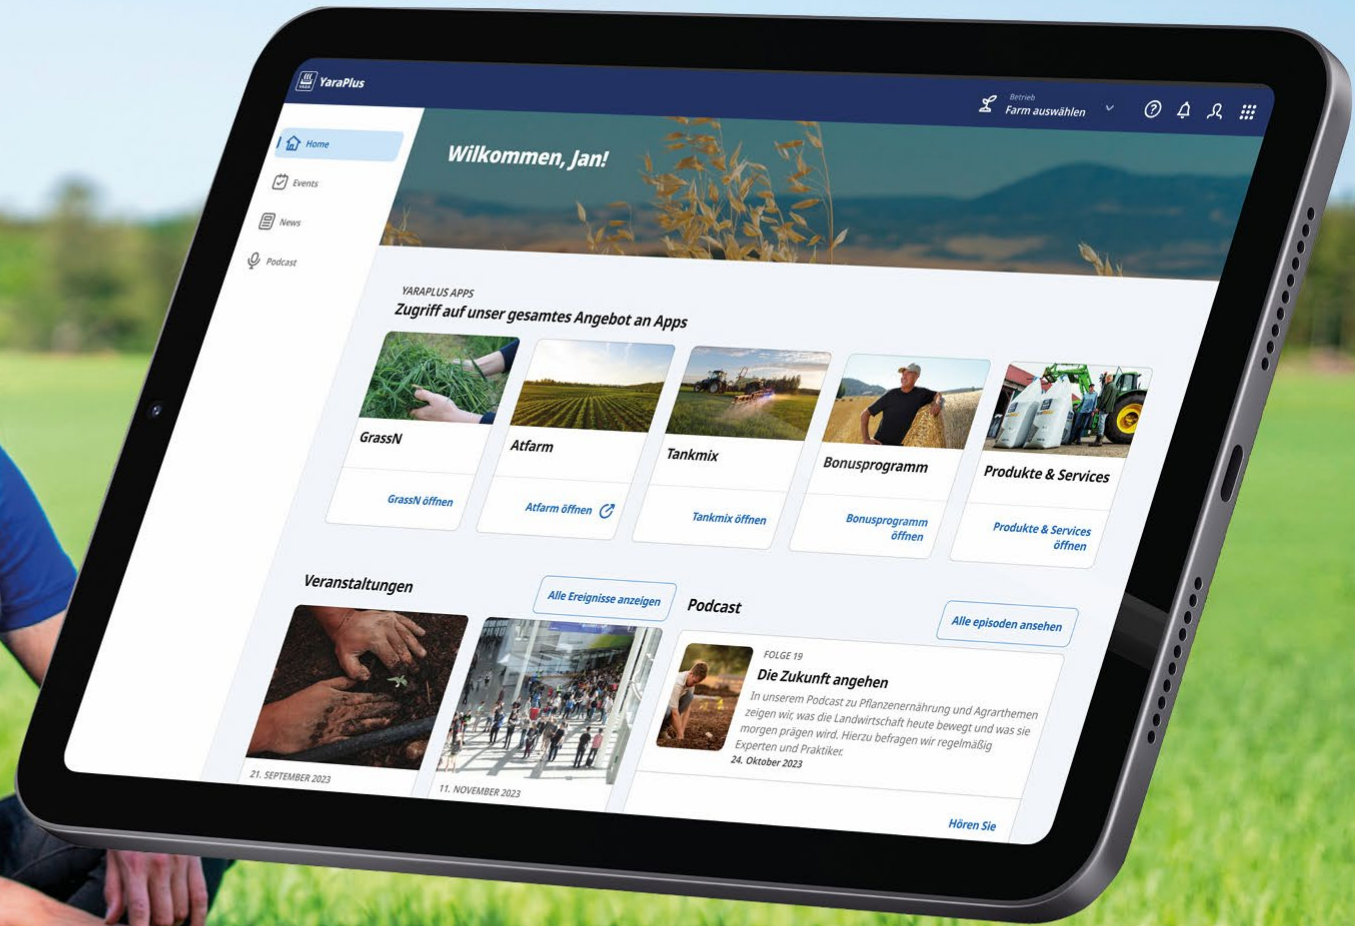 YaraPlus
Betrieb
Farm auswählen
Home
Events
News
Podcast
Wilkommen, Jan!
YARAPLUS APPS
Zugriff auf unser gesamtes Angebot an Apps
GrassN
GrassN öffnen
Atfarm
Atfarm öffnen
Tankmix
Tankmix öffnen
Bonusprogramm
Bonusprogramm
öffnen
Produkte & Services
Produkte & Services
öffnen
Veranstaltungen
Alle Ereignisse anzeigen
21. SEPTEMBER 2023
11. NOVEMBER 2023
Podcast
Alle episoden ansehen
FOLGE 19
Die Zukunft angehen
In unserem Podcast zu Pflanzenernährung und Agrarthemen
zeigen wir, was die Landwirtschaft heute bewegt und was sie
morgen prägen wird. Hierzu befragen wir regelmäßig
Experten und Praktiker.
24. Oktober 2023
Hören Sie